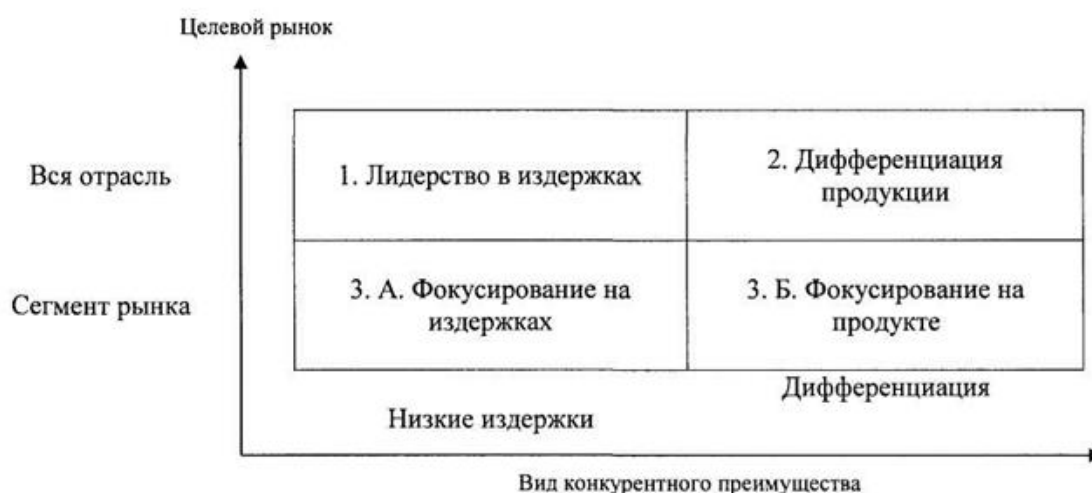 Целевой рынок
Вся отрасль
1. Лидерство в издержках
2. Дифференциация
продукции
Сегмент рынка
3. А. Фокусирование на
издержках
3. Б. Фокусирование на
продукте
Низкие издержки
Дифференциация
Вид конкурентного преимущества